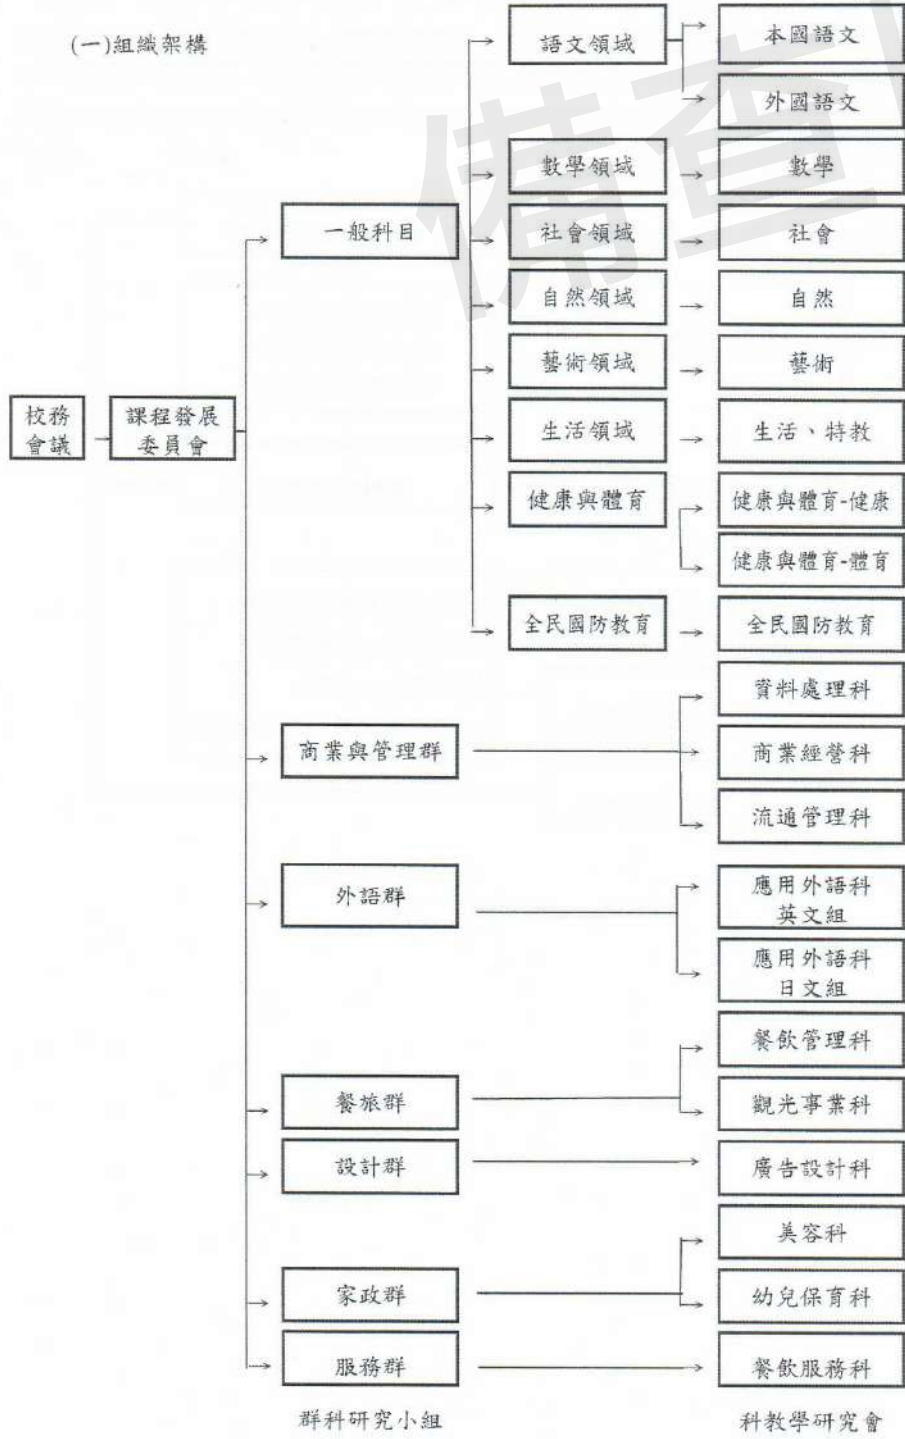 (一)組織架構
語文領域
本國語文
外國語文
數學領域
數學
一般科目
社會領域
社會
自然領域
自然
藝術領域
藝術
校務
會議
課程發展
委員會
生活領域
生活、特教
健康與體育
健康與體育-健康
健康與體育-體育
全民國防教育
全民國防教育
資料處理科
商業與管理群
商業經營科
流通管理科
外語群
應用外語科
英文組
應用外語科
日文組
餐飲管理科
餐旅群
觀光事業科
設計群
廣告設計科
美容科
家政群
幼兒保育科
服務群
餐飲服務科
群科研究小組
科教學研究會
備查